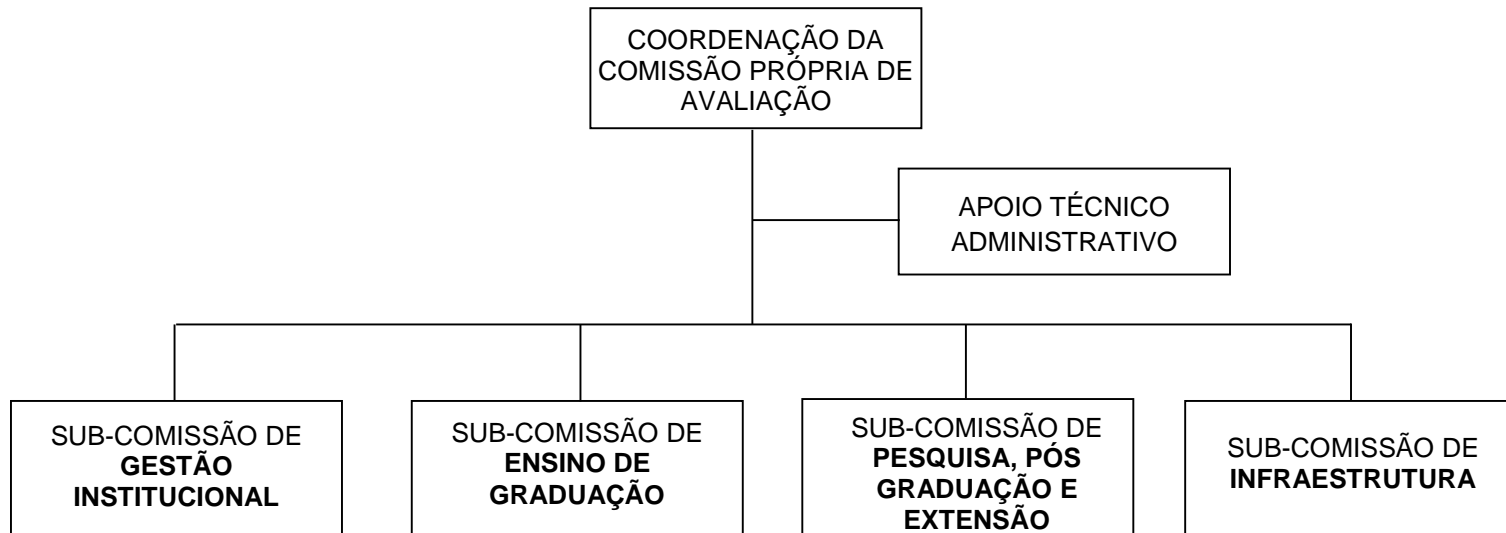 COORDENAÇÃO DA
COMISSÃO PRÓPRIA DE
AVALIAÇÃO
APOIO TÉCNICO
ADMINISTRATIVO
SUB-COMISSÃO DE
GESTÃO
INSTITUCIONAL
SUB-COMISSÃO DE
ENSINO DE
GRADUAÇÃO
SUB-COMISSÃO DE
PESQUISA, PÓS
GRADUAÇÃO E
EXTENSÃO
SUB-COMISSÃO DE
INFRAESTRUTURA